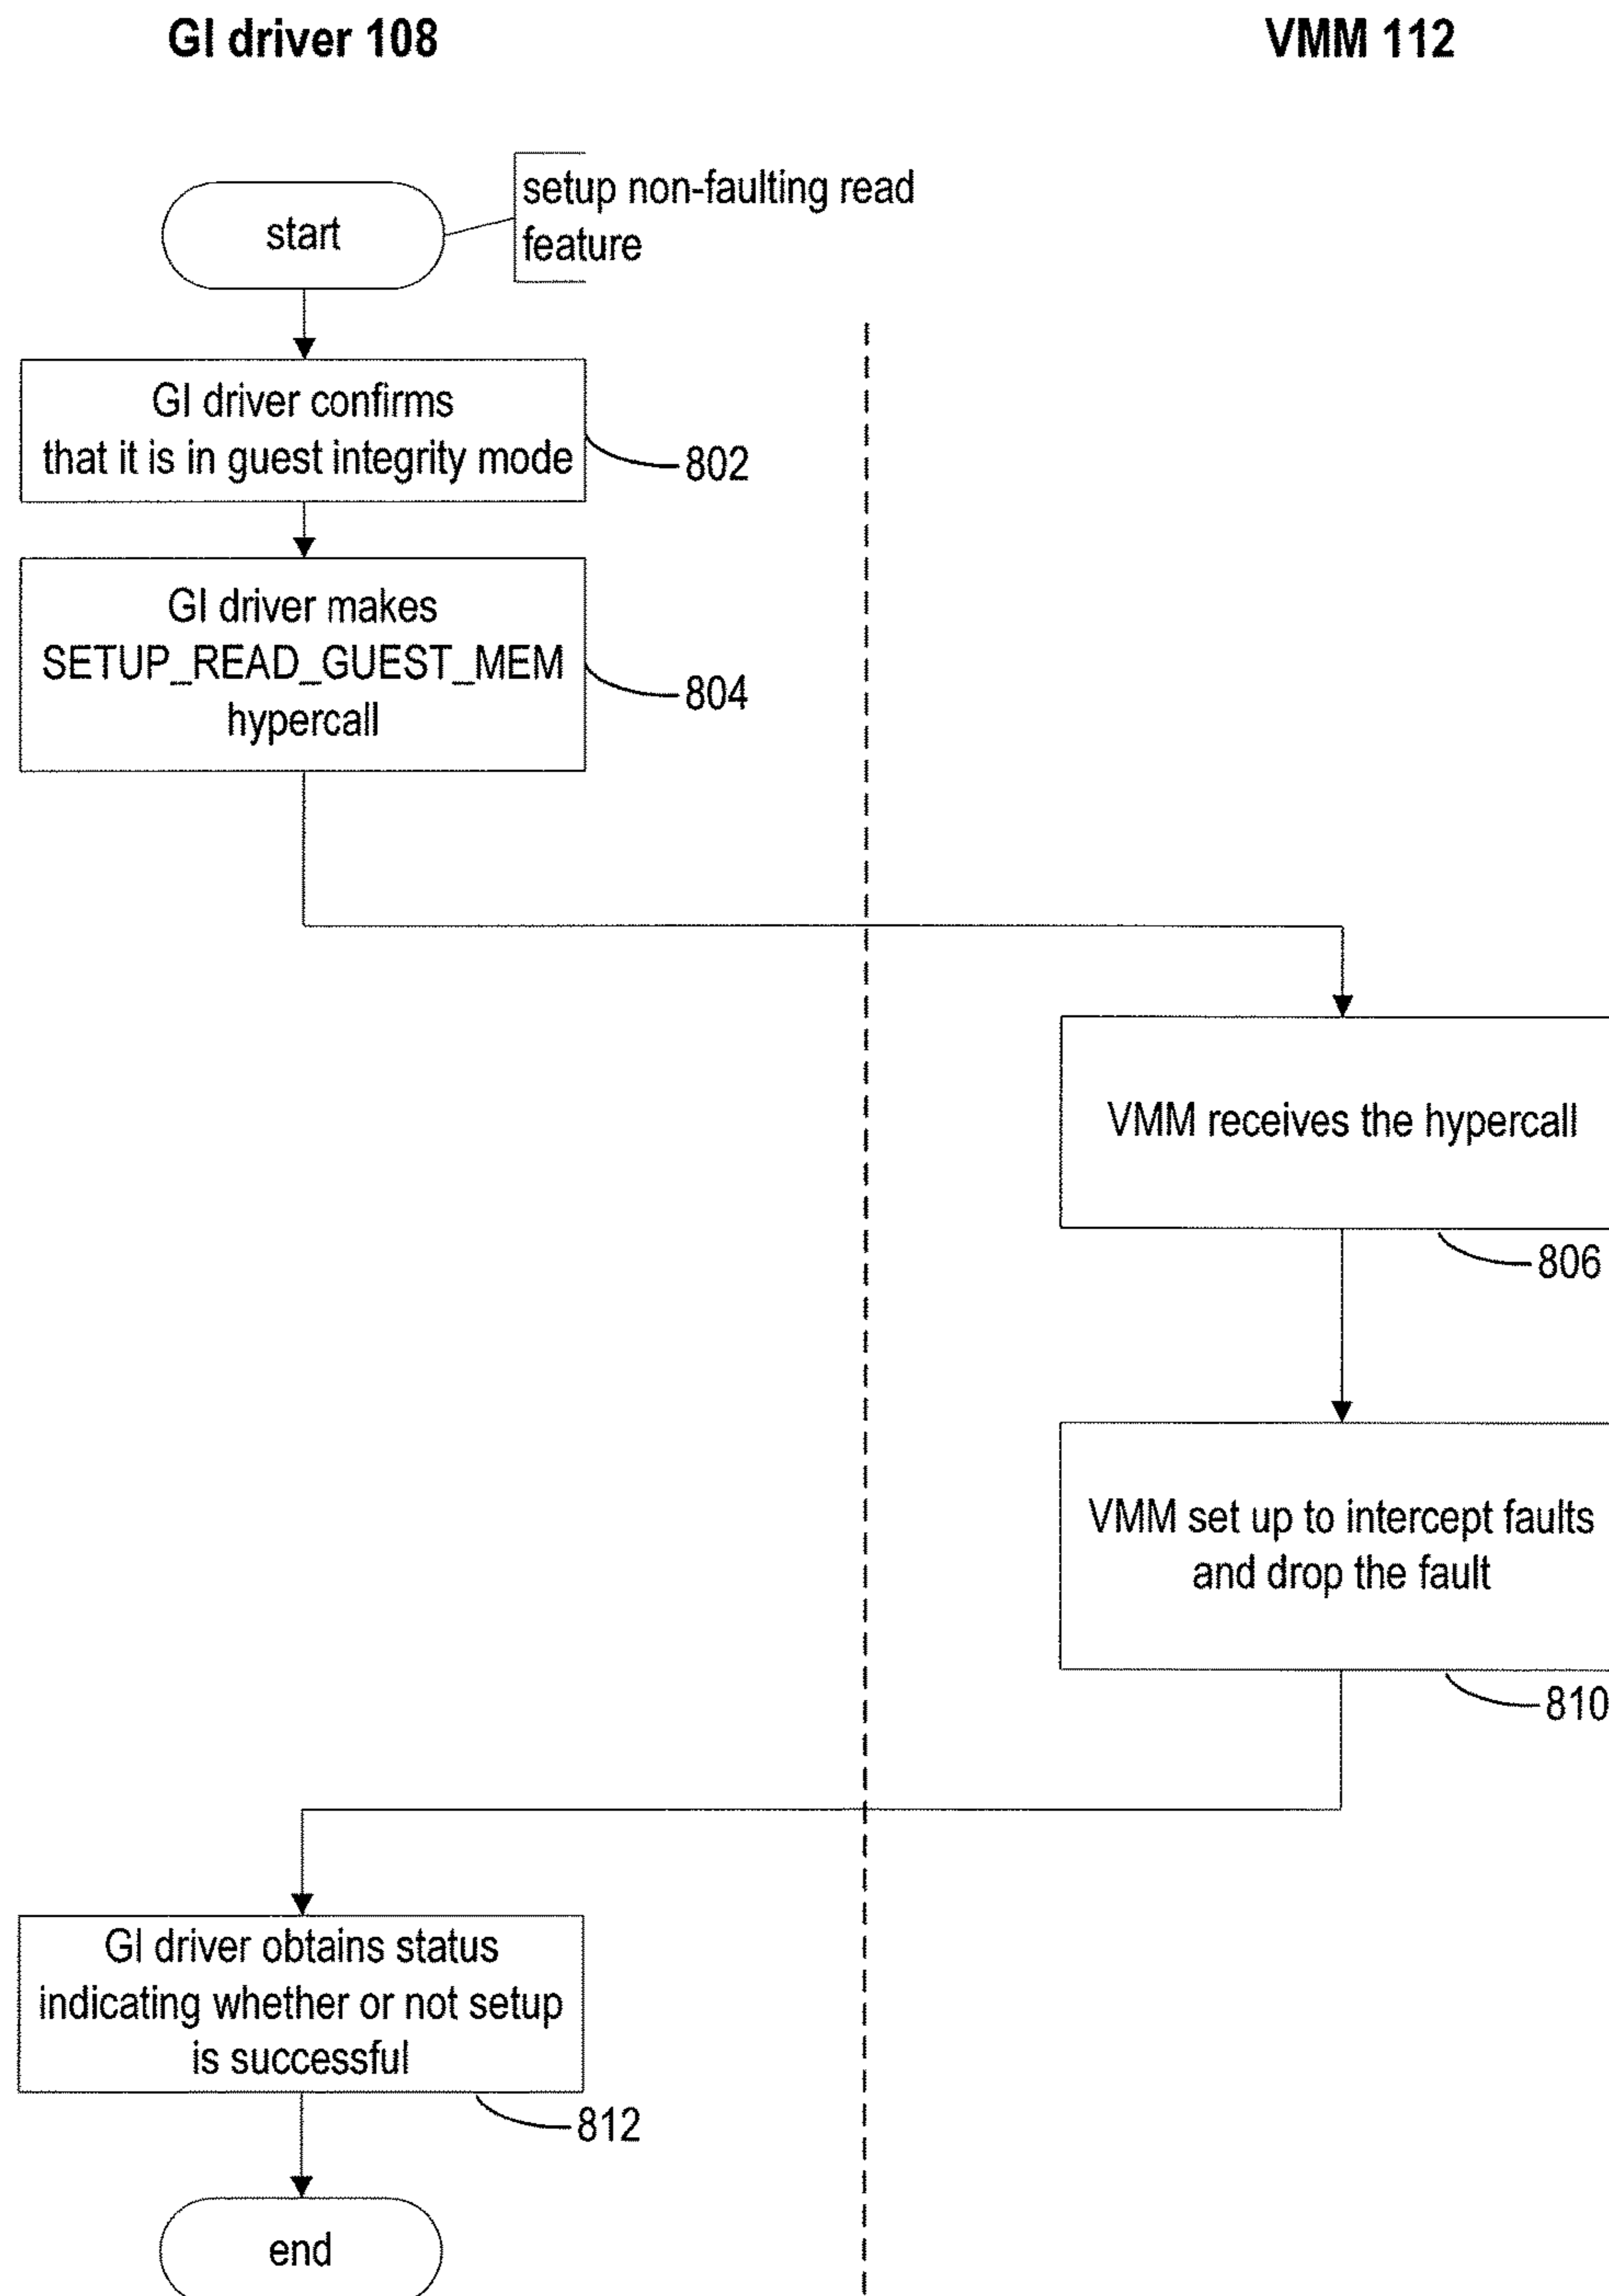 GI driver 108
VMM 112
start
setup non-faulting read
feature
GI driver confirms
that it is in guest integrity mode
802
GI driver makes
SETUP_READ_GUEST_MEM
hypercall
804
VMM receives the hypercall
806
VMM set up to intercept faults
and drop the fault
810
GI driver obtains status
indicating whether or not setup
is successful
812
end